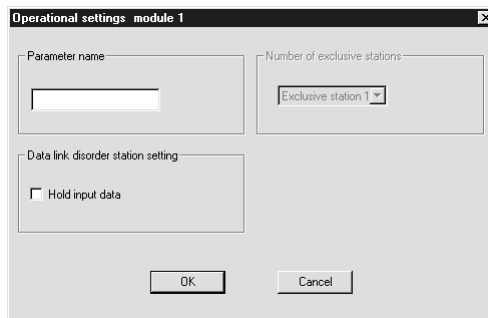 Operational settings  module 1
Parameter name
Number of exclusive stations
Exclusive station 1
Data link disorder station setting
Hold input data
OK
Cancel